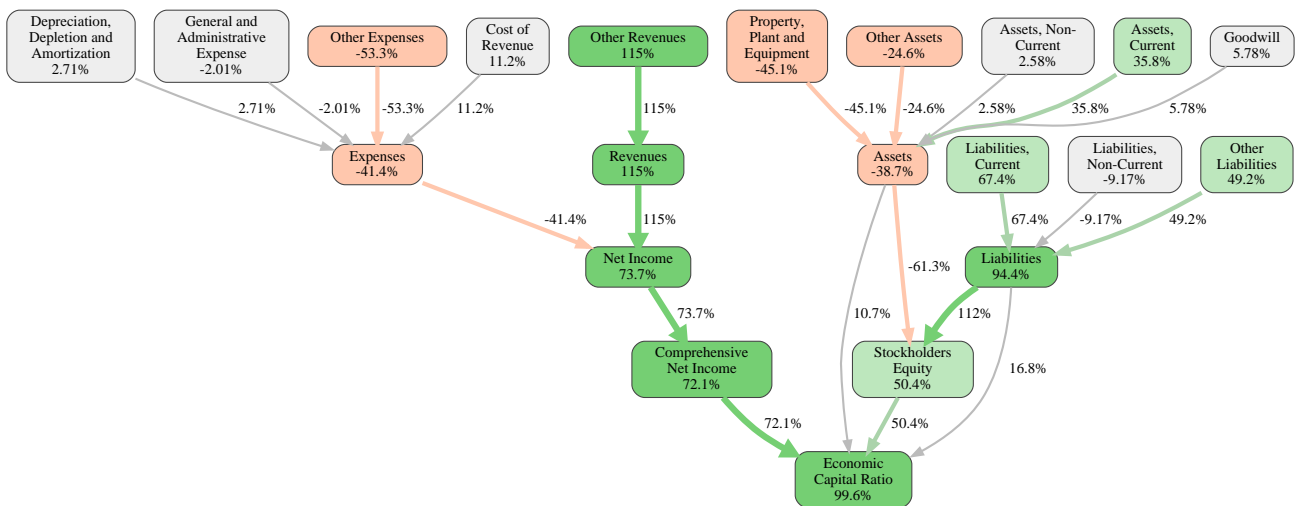 Depreciation,
Depletion and
Amortization
2.71%
General and
Administrative
Expense
-2.01%
Other Expenses
-53.3%
Cost of
Revenue
11.2%
Other Revenues
115%
Property,
Plant and
Equipment
-45.1%
Other Assets
-24.6%
Assets, Non-
Current
2.58%
Assets,
Current
35.8%
Goodwill
5.78%
2.71%
-2.01%
-53.3%
11.2%
115%
-45.1%
-24.6%
2.58%
35.8%
5.78%
Expenses
-41.4%
Revenues
115%
Assets
-38.7%
Liabilities,
Current
67.4%
Liabilities,
Non-Current
-9.17%
Other
Liabilities
49.2%
-41.4%
115%
67.4%
-9.17%
49.2%
Net Income
73.7%
-61.3%
Liabilities
94.4%
73.7%
10.7%
112%
Comprehensive
Net Income
72.1%
Stockholders
Equity
50.4%
16.8%
72.1%
50.4%
Economic
Capital Ratio
99.6%